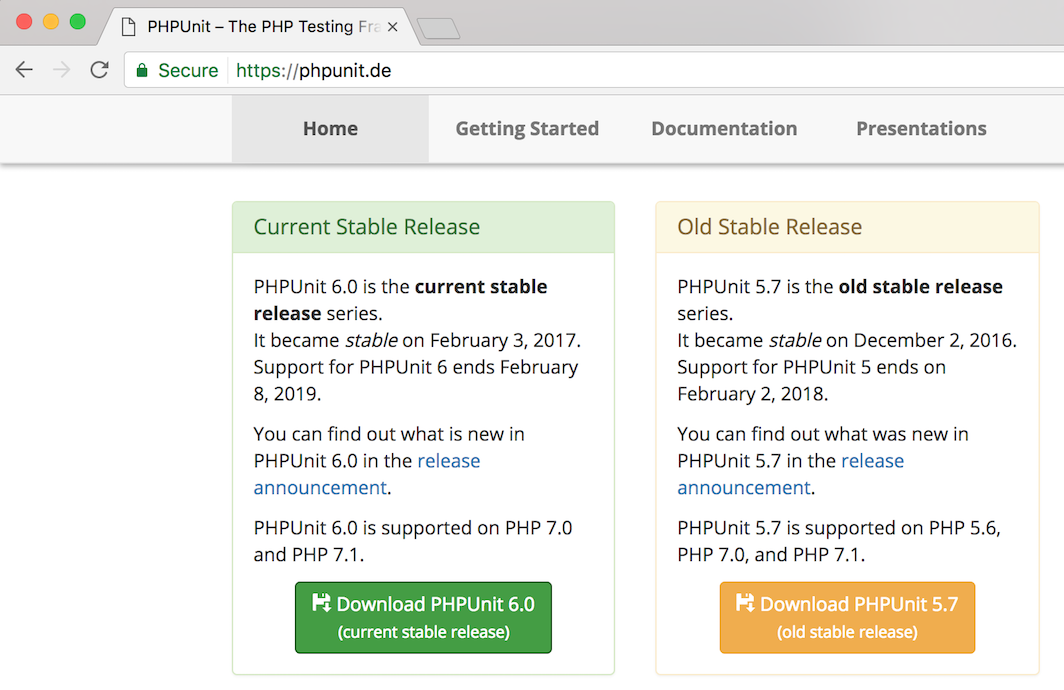 PHPUnit – The PHP Testing Fra
Secure https://phpunit.de
Home Getting Started Documentation Presentations
Current Stable Release
PHPUnit 6.0 is the current stable
release series.
It became stable on February 3, 2017.
Support for PHPUnit 6 ends February
8, 2019.
You can find out what is new in
PHPUnit 6.0 in the release
announcement.
PHPUnit 6.0 is supported on PHP 7.0
and PHP 7.1.
Download PHPUnit 6.0
(current stable release)
Old Stable Release
PHPUnit 5.7 is the old stable release
series.
It became stable on December 2, 2016.
Support for PHPUnit 5 ends on
February 2, 2018.
You can find out what was new in
PHPUnit 5.7 in the release
announcement.
PHPUnit 5.7 is supported on PHP 5.6,
PHP 7.0, and PHP 7.1.
Download PHPUnit 5.7
(old stable release)